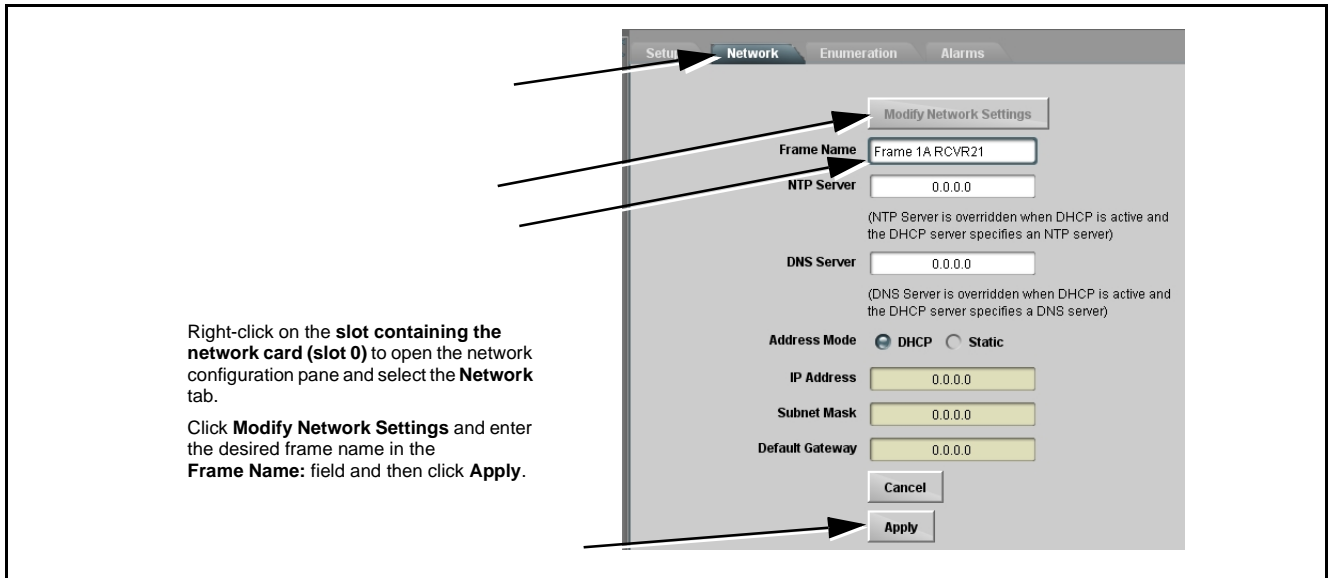 Setup Network Enumeration Alarms
Modify Network Settings
Frame Name Frame 1A RCVR21
NTP Server 0.0.0.0
(NTP Server is overridden when DHCP is active and
the DHCP server specifies an NTP server)
DNS Server 0.0.0.0
(DNS Server is overridden when DHCP is active and
the DHCP server specifies a DNS server)
Address Mode DHCP Static
IP Address 0.0.0.0
Subnet Mask 0.0.0.0
Default Gateway 0.0.0.0
Cancel
Apply
Right-click on the slot containing the
network card (slot 0) to open the network
configuration pane and select the Network
tab.
Click Modify Network Settings and enter
the desired frame name in the
Frame Name: field and then click Apply.